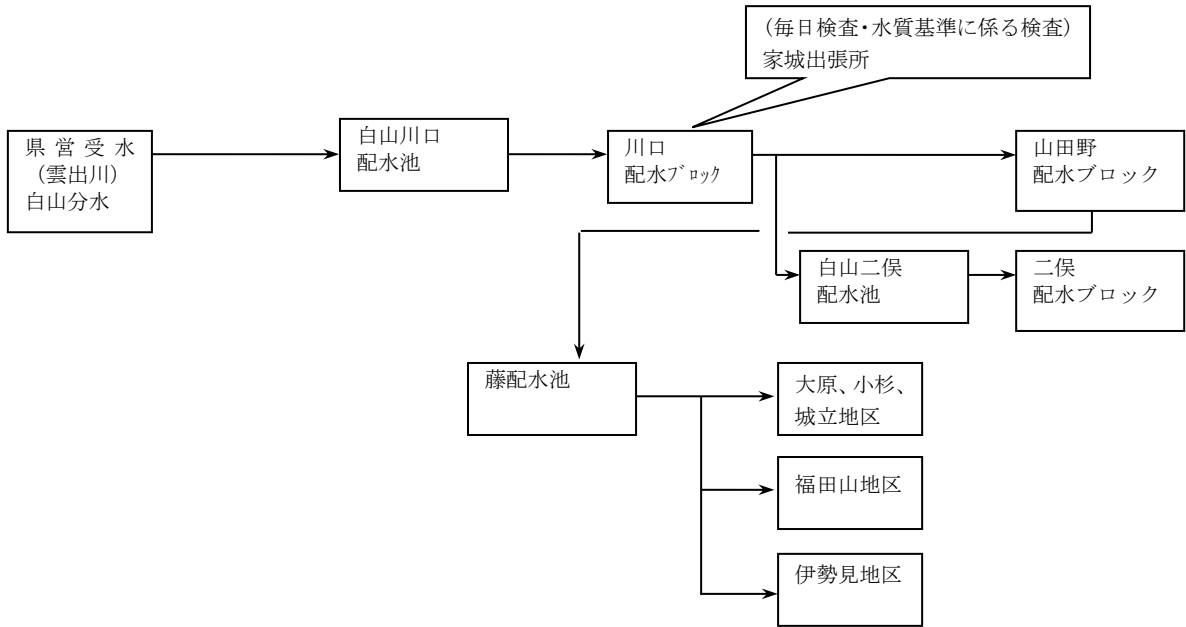 (毎日検査・水質基準に係る検査)
家城出張所
県営受水
(雲出川)
白山分水
白山川口
配水池
川口
配水ﾌﾞﾛｯｸ
山田野
配水ブロック
白山二俣
配水池
二俣
配水ブロック
藤配水池
大原、小杉、
城立地区
福田山地区
伊勢見地区